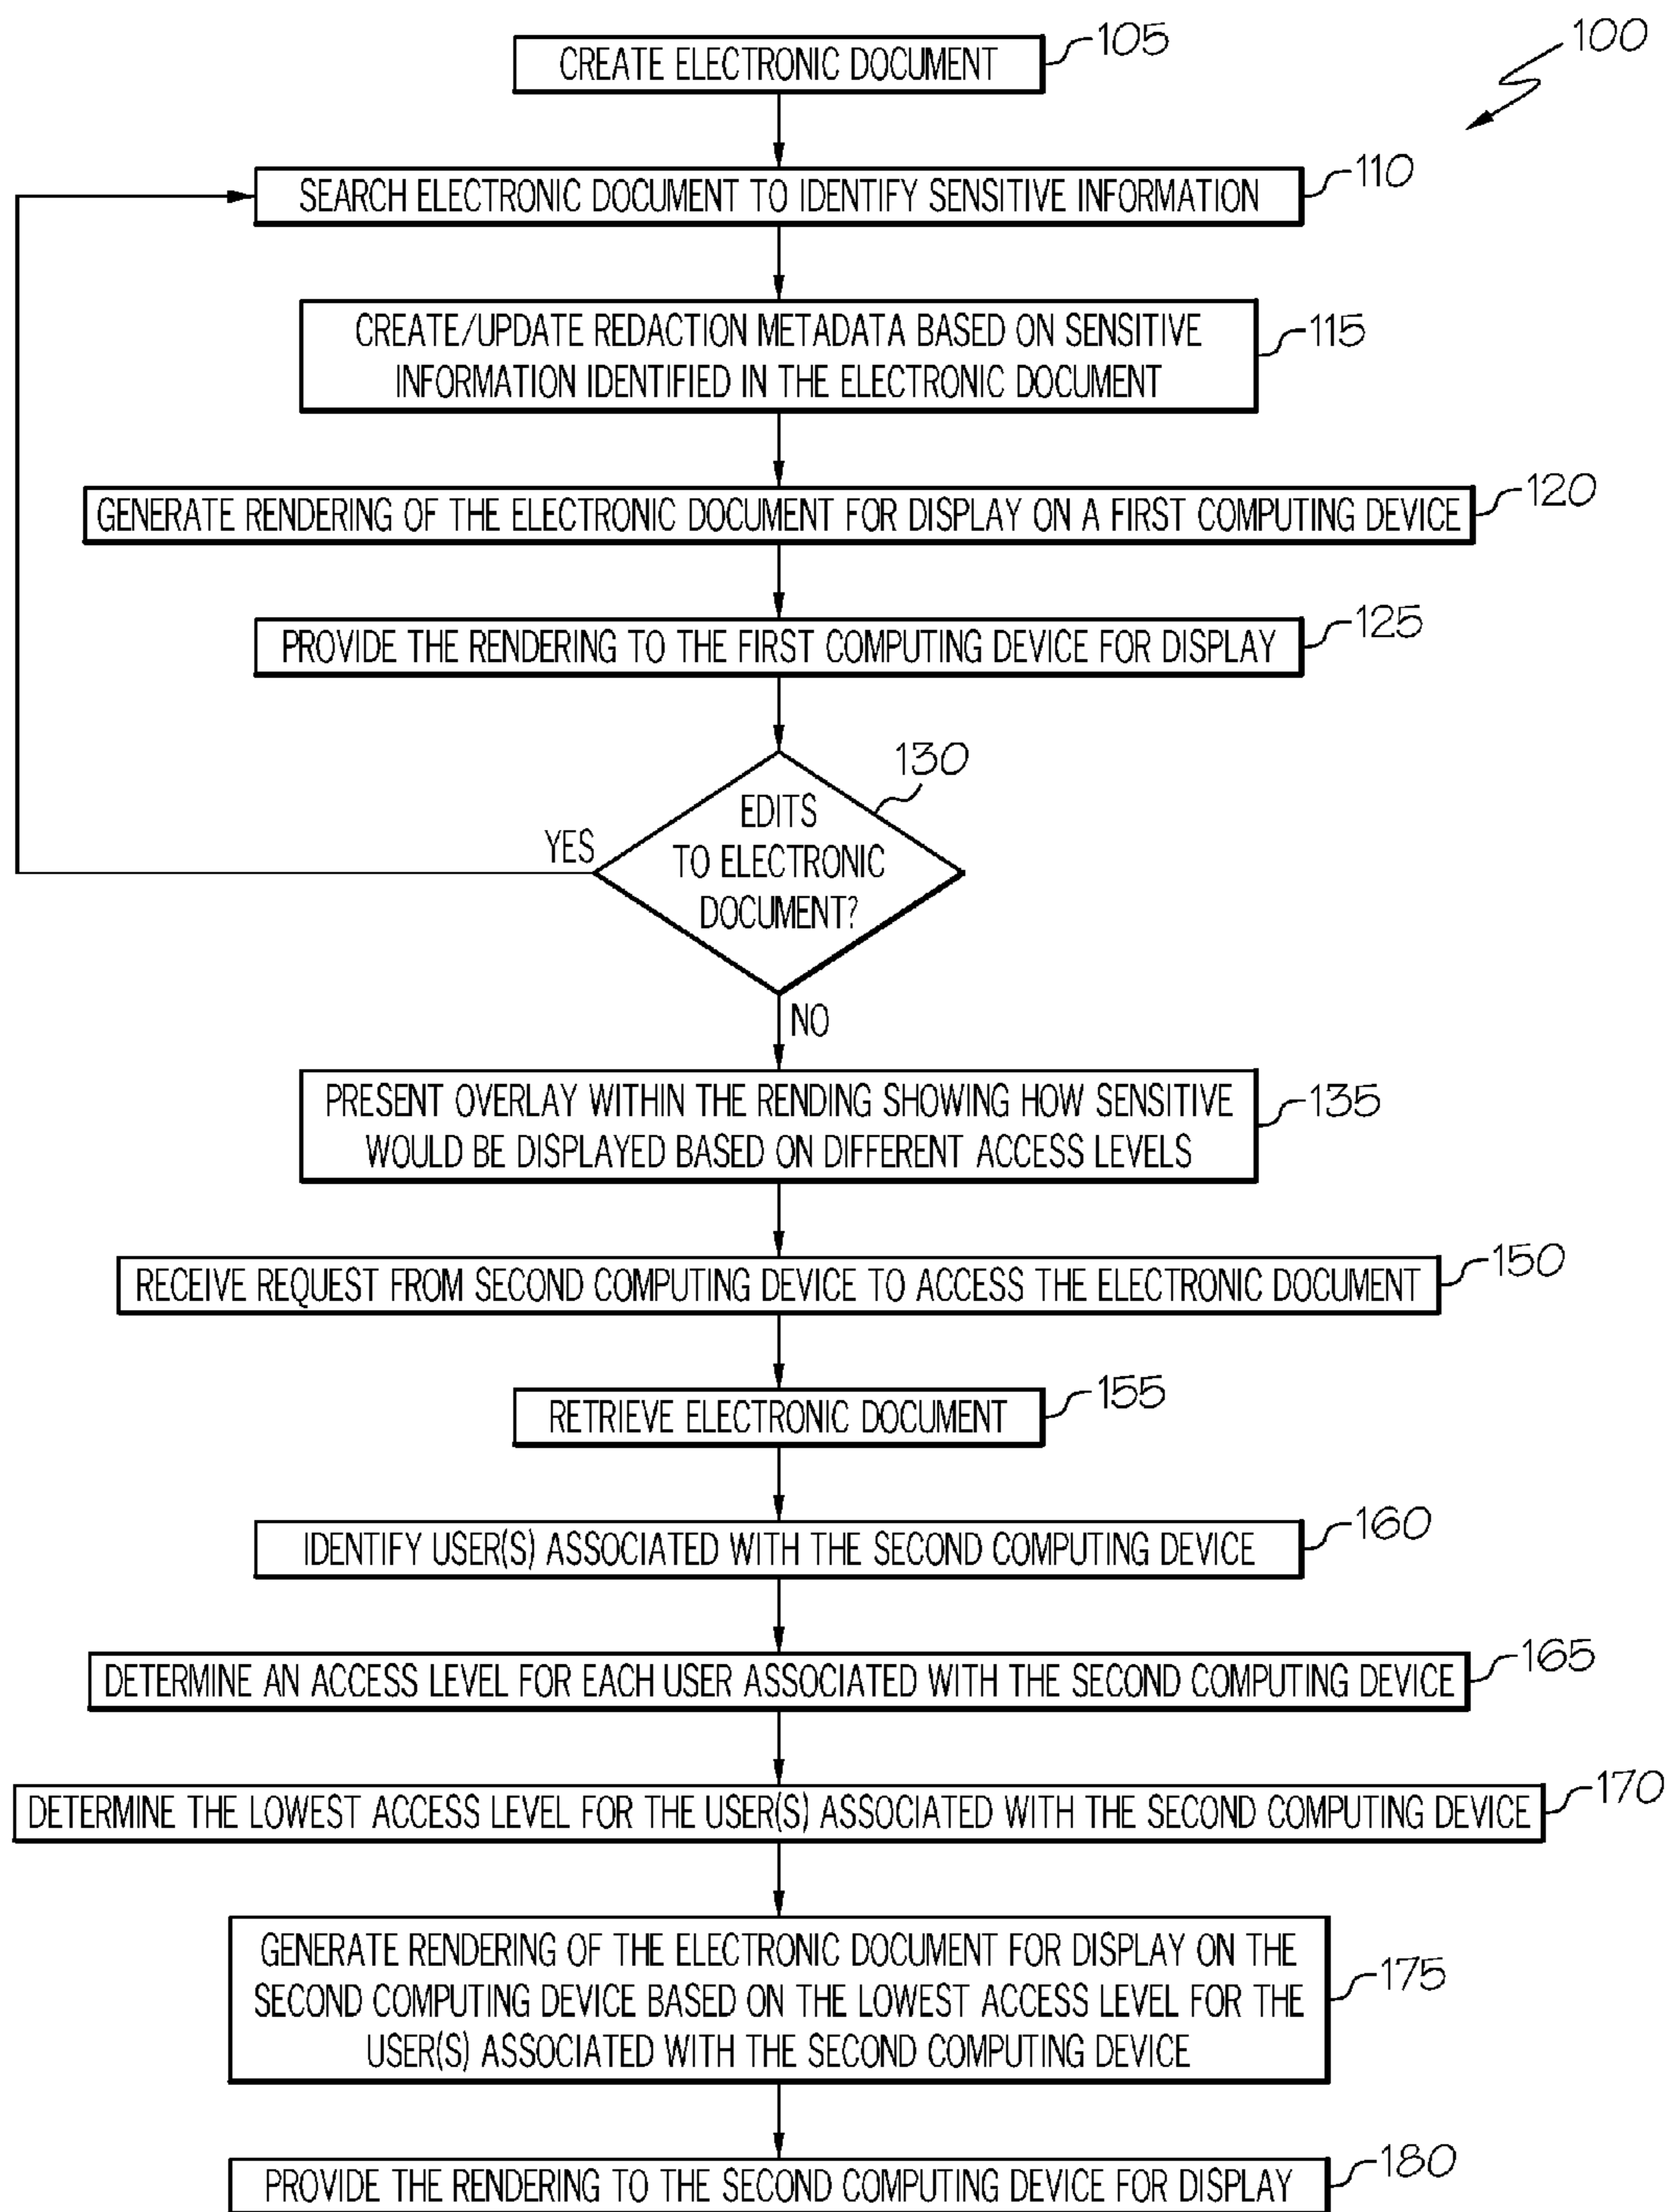 100
CREATE ELECTRONIC DOCUMENT
105
SEARCH ELECTRONIC DOCUMENT TO IDENTIFY SENSITIVE INFORMATION
110
CREATE/UPDATE REDACTION METADATA BASED ON SENSITIVE
INFORMATION IDENTIFIED IN THE ELECTRONIC DOCUMENT
115
GENERATE RENDERING OF THE ELECTRONIC DOCUMENT FOR DISPLAY ON A FIRST COMPUTING DEVICE
120
PROVIDE THE RENDERING TO THE FIRST COMPUTING DEVICE FOR DISPLAY
125
EDITS
TO ELECTRONIC
DOCUMENT?
130
YES
NO
PRESENT OVERLAY WITHIN THE RENDING SHOWING HOW SENSITIVE
WOULD BE DISPLAYED BASED ON DIFFERENT ACCESS LEVELS
135
RECEIVE REQUEST FROM SECOND COMPUTING DEVICE TO ACCESS THE ELECTRONIC DOCUMENT
150
RETRIEVE ELECTRONIC DOCUMENT
155
IDENTIFY USER(S) ASSOCIATED WITH THE SECOND COMPUTING DEVICE
160
DETERMINE AN ACCESS LEVEL FOR EACH USER ASSOCIATED WITH THE SECOND COMPUTING DEVICE
165
DETERMINE THE LOWEST ACCESS LEVEL FOR THE USER(S) ASSOCIATED WITH THE SECOND COMPUTING DEVICE
170
GENERATE RENDERING OF THE ELECTRONIC DOCUMENT FOR DISPLAY ON THE
SECOND COMPUTING DEVICE BASED ON THE LOWEST ACCESS LEVEL FOR THE
USER(S) ASSOCIATED WITH THE SECOND COMPUTING DEVICE
175
PROVIDE THE RENDERING TO THE SECOND COMPUTING DEVICE FOR DISPLAY
180